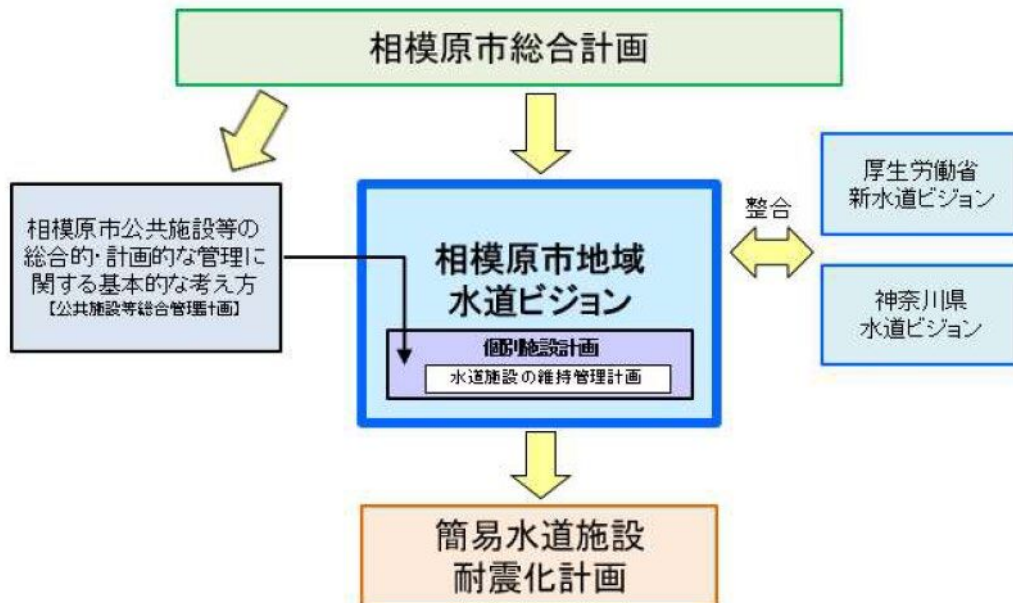 相模原市総合計画
相模原市公共施設等の
総合的・計画的な管理に
関する基本的な考え方
【公共施設等総合管理計画】
相模原市地域
水道ビジョン
個別施設計画
水道施設の維持管理計画
整合
厚生労働省
新水道ビジョン
神奈川県
水道ビジョン
簡易水道施設
耐震化計画